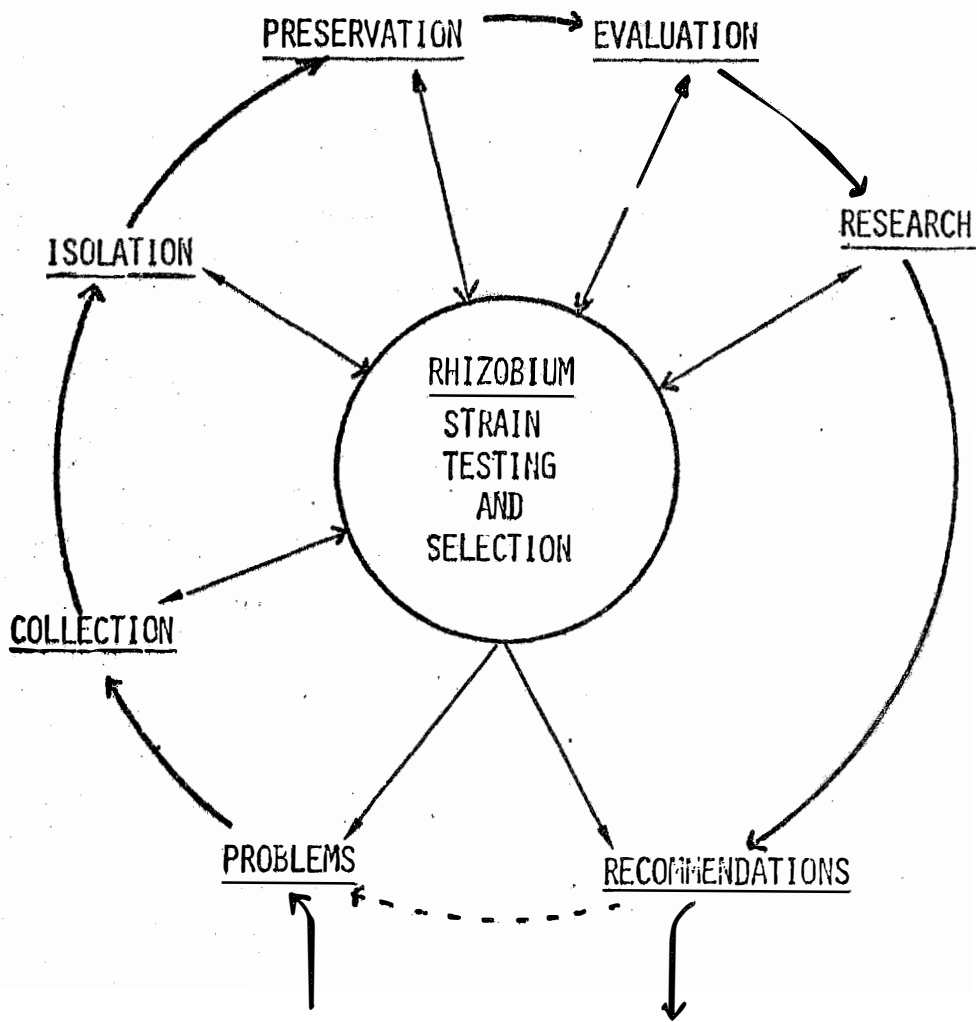 PRESERVATION
EVALUATION
RESEARCH
ISOLATION
RHIZOBIUM
STRAIN
TESTING
AND
SELECTION
COLLECTION
PROBLEMS
RECOMMENDATIONS